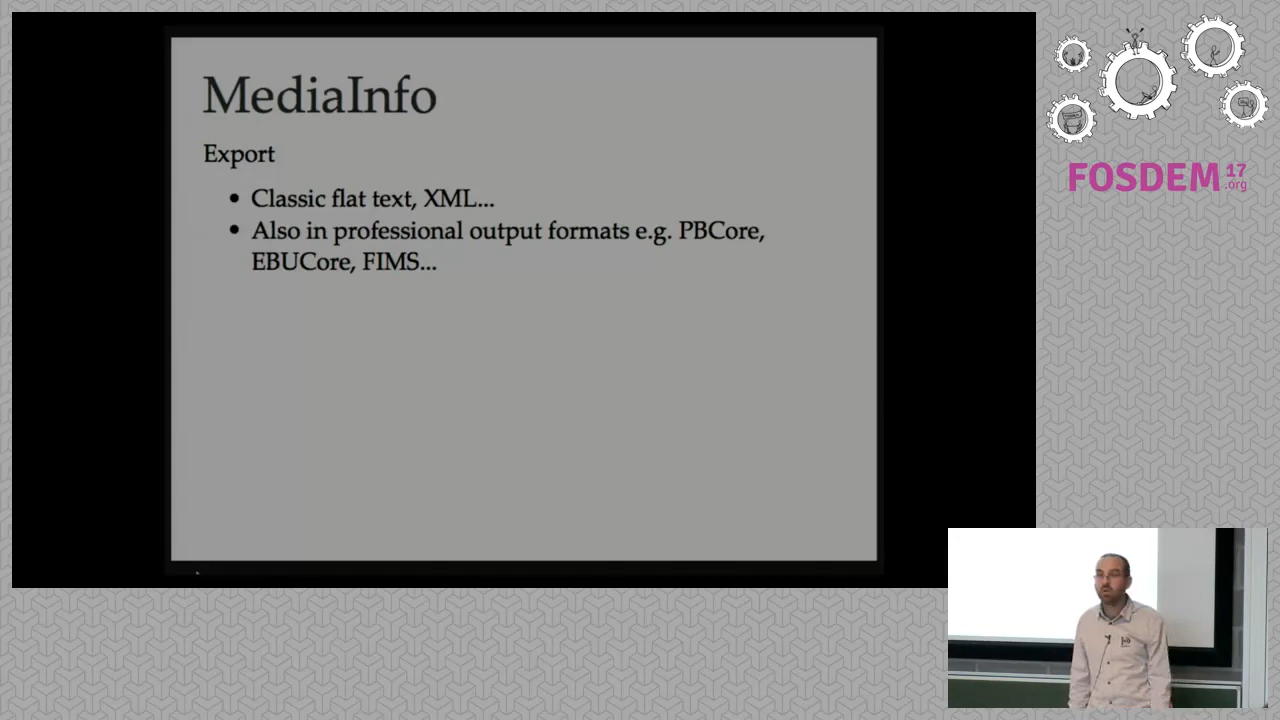 MediaInfo
Export
• Classic flat text, XML...
• Also in professional output formats e.g. PBCore,
EBUCore, FIMS...
FOSDEM 17
.org